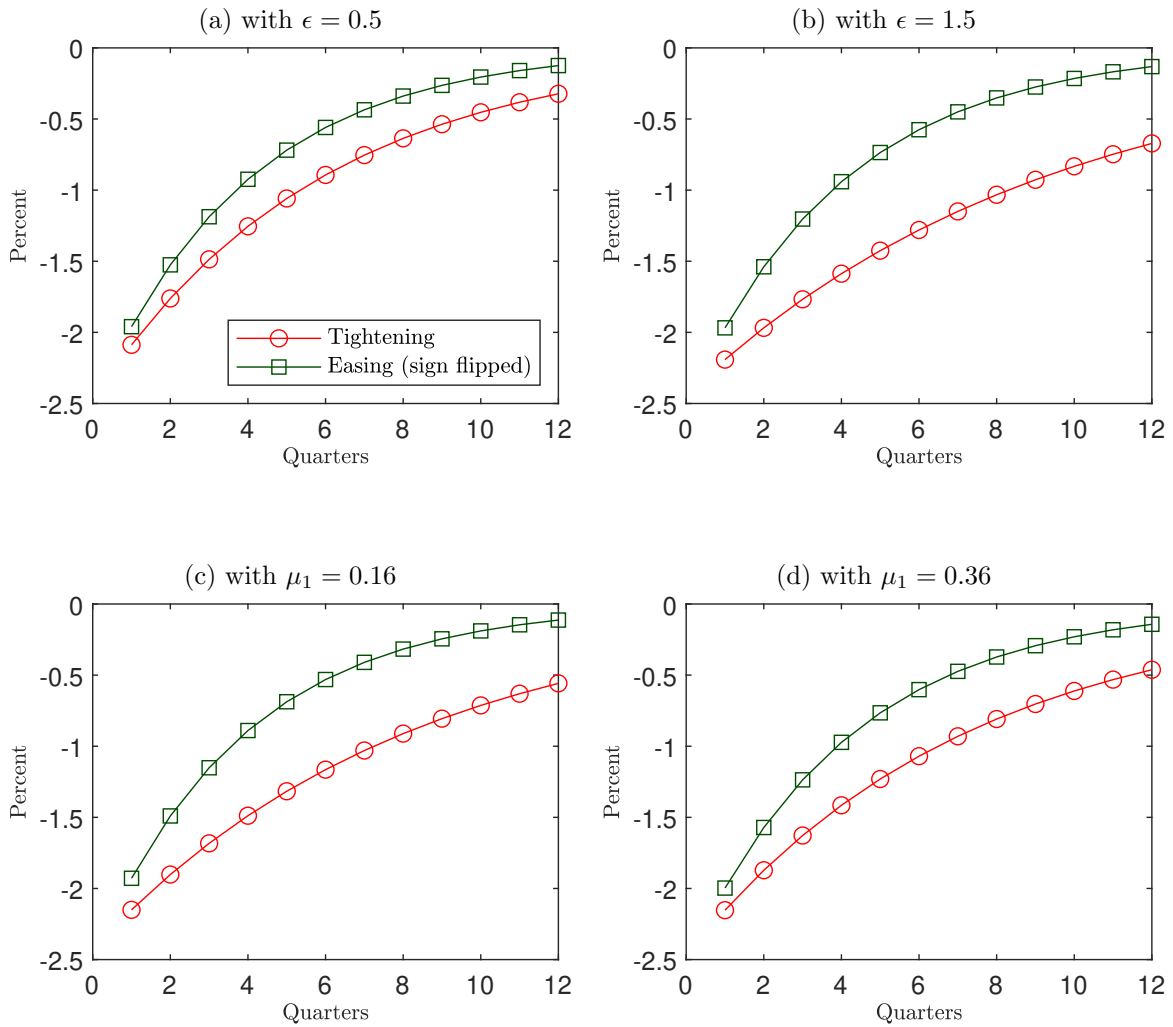 (a) with ϵ = 0.5
0
-0.5
-1
-1.5
-2
-2.5
Percent
Tightening
Easing (sign flipped)
0 2 4 6 8 10 12
Quarters
(b) with ϵ = 1.5
0
-0.5
-1
-1.5
-2
-2.5
Percent
0 2 4 6 8 10 12
Quarters
(c) with μ₁ = 0.16
0
-0.5
-1
-1.5
-2
-2.5
Percent
0 2 4 6 8 10 12
Quarters
(d) with μ₁ = 0.36
0
-0.5
-1
-1.5
-2
-2.5
Percent
0 2 4 6 8 10 12
Quarters